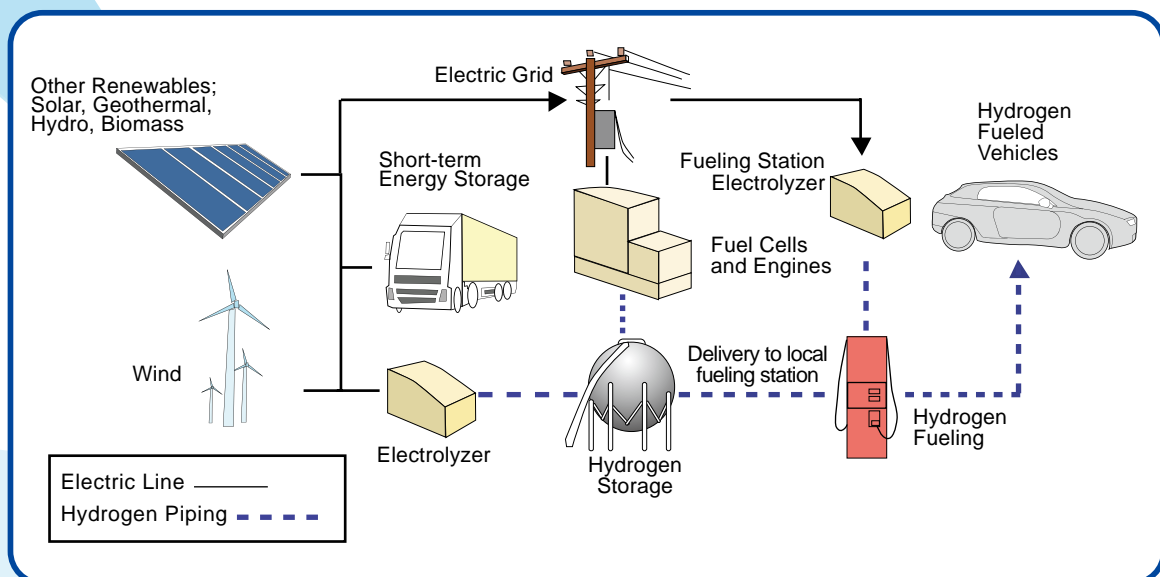 Other Renewables;
Solar, Geothermal,
Hydro, Biomass
Electric Grid
Short-term
Energy Storage
Fueling Station
Electrolyzer
Hydrogen
Fueled
Vehicles
Fuel Cells
and Engines
Wind
Electrolyzer
Delivery to local
fueling station
Hydrogen
Storage
Hydrogen
Fueling
Electric Line
Hydrogen Piping